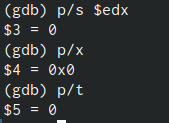 (gdb) p/s $edx
$3 = 0
(gdb) p/x
$4 = 0x0
(gdb) p/t
$5 = 0